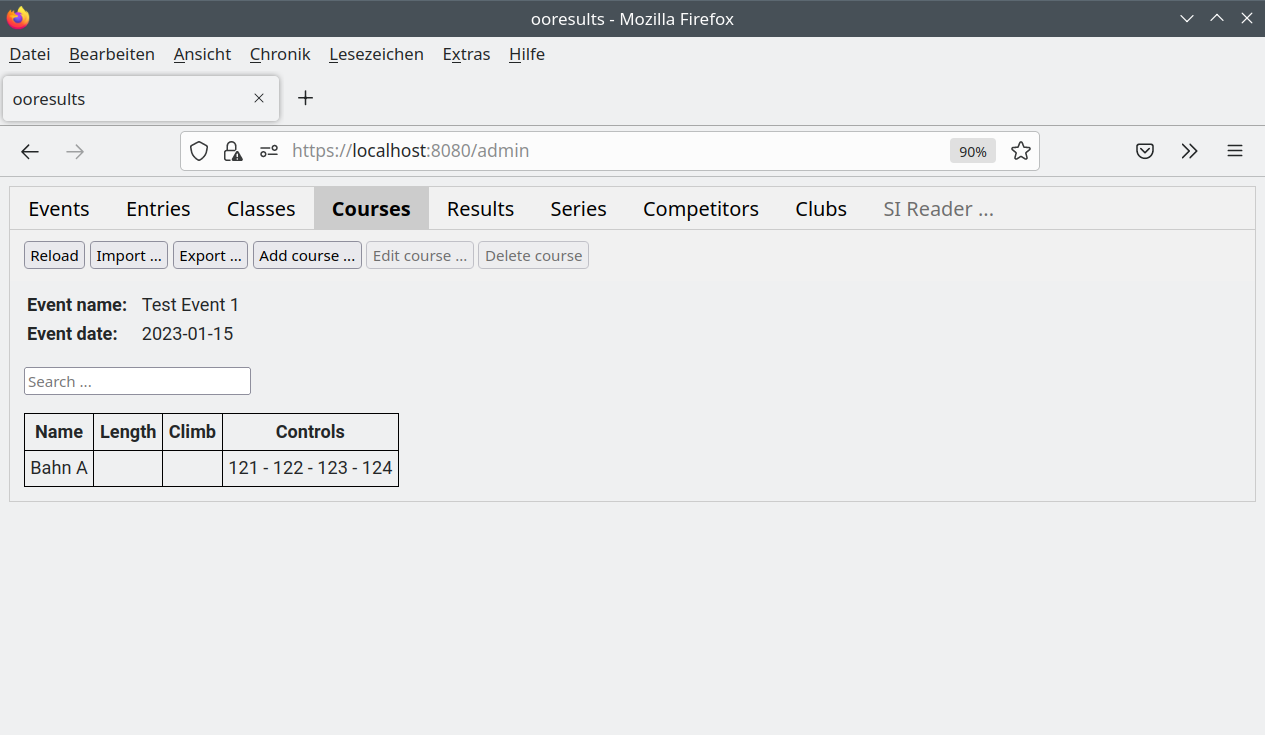 ooresults - Mozilla Firefox
Datei Bearbeiten Ansicht Chronik Lesezeichen Extras Hilfe
ooresults
https://localhost:8080/admin 90%
Events Entries Classes Courses Results Series Competitors Clubs SI Reader ...
Reload Import ... Export ... Add course ... Edit course ... Delete course
Event name: Test Event 1
Event date: 2023-01-15
Search ...
Name Length Climb Controls
Bahn A 121 - 122 - 123 - 124